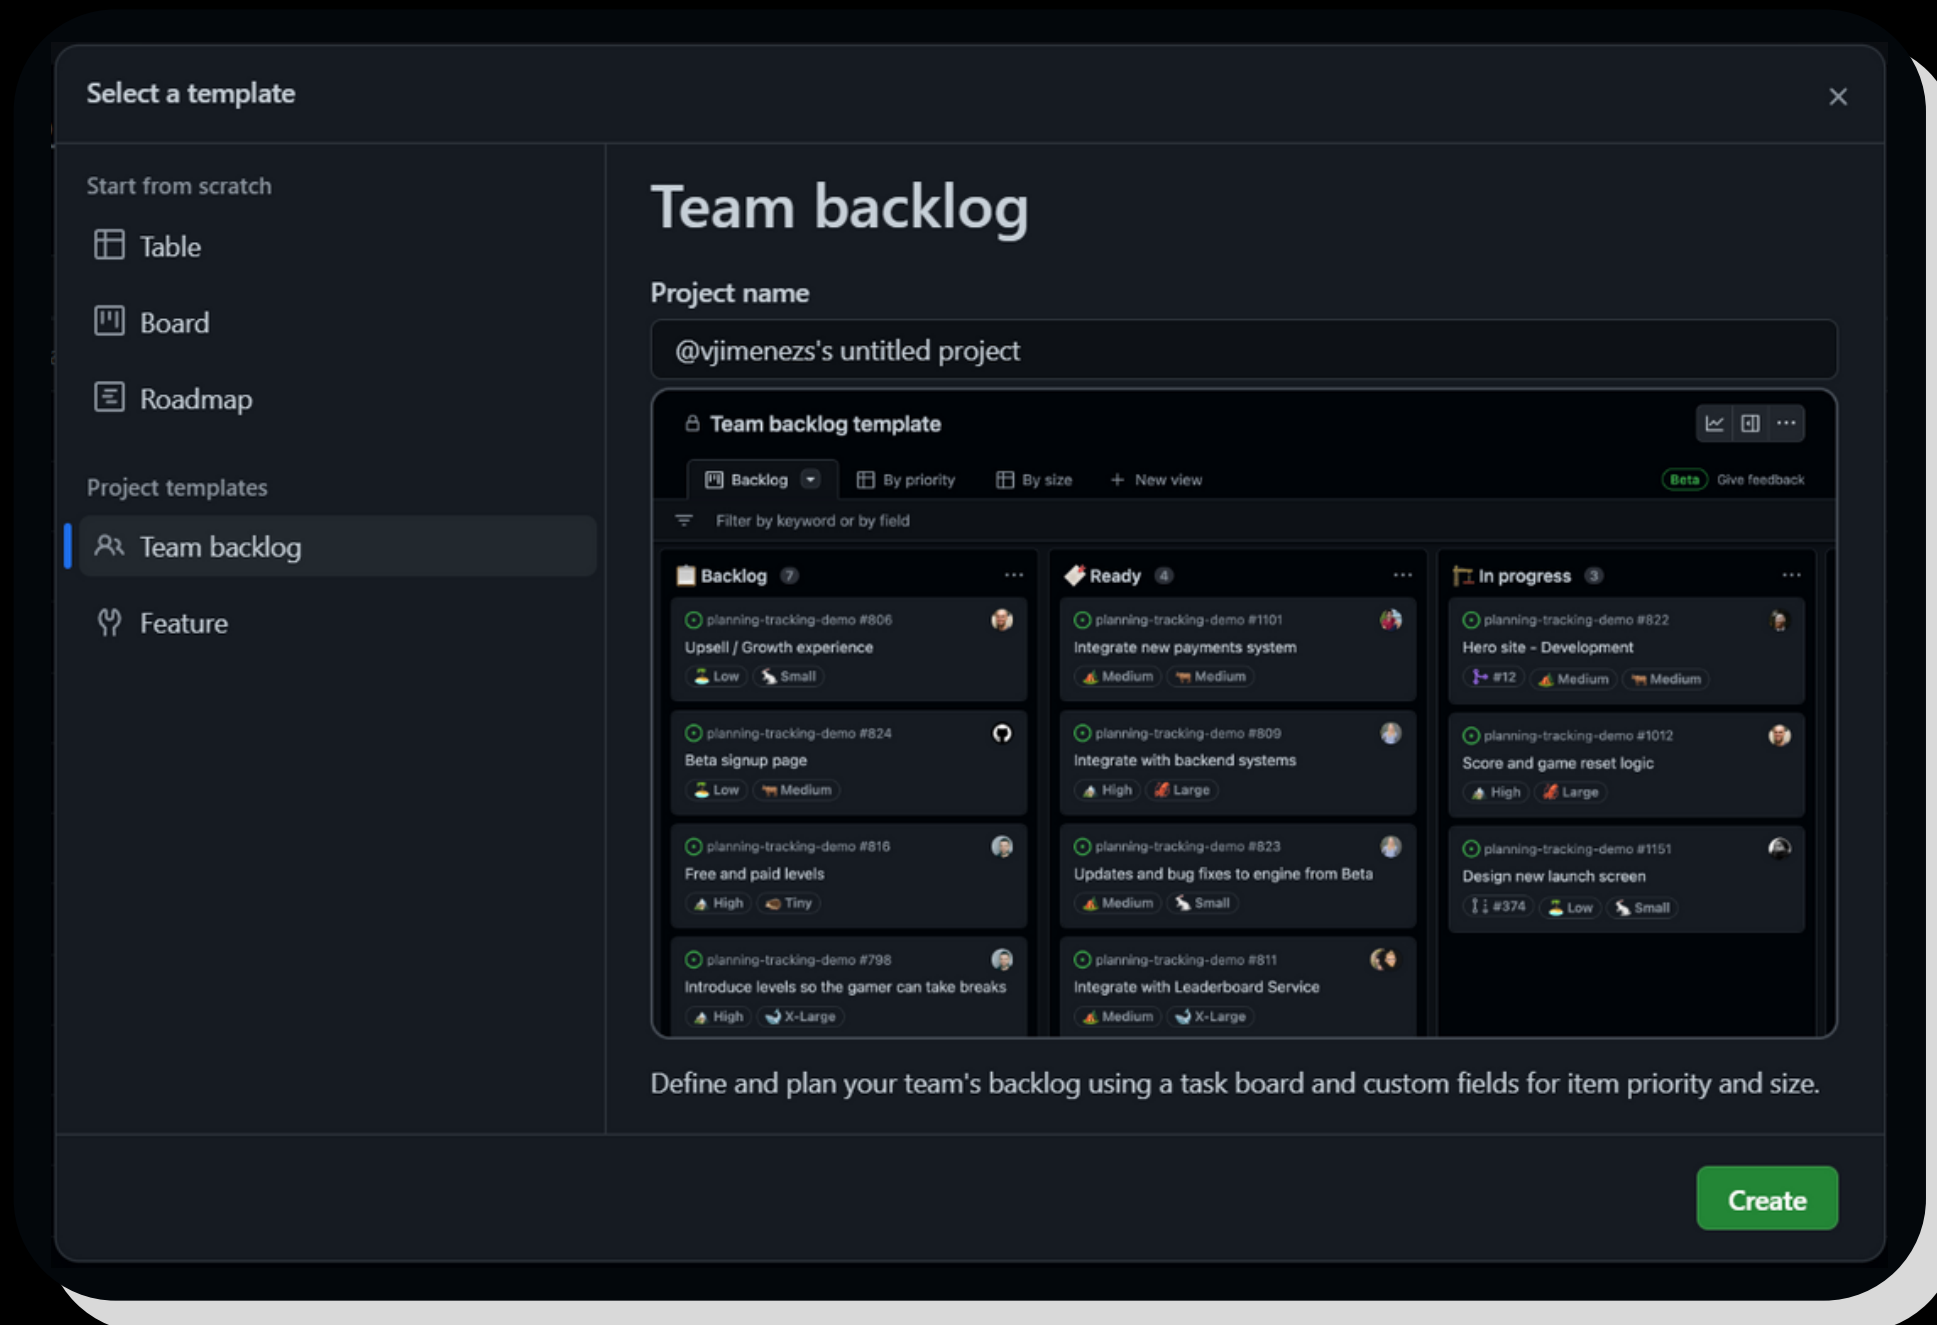 Select a template
Start from scratch
Table
Board
Roadmap
Project templates
Team backlog
Feature
Team backlog
Project name
@vjimenezs's untitled project
Team backlog template
Backlog
By priority
By size
New view
Beta
Give feedback
Filter by keyword or by field
Backlog 7
planning-tracking-demo #806
Upsell / Growth experience
Low Small
planning-tracking-demo #824
Beta signup page
Low Medium
planning-tracking-demo #816
Free and paid levels
High Tiny
planning-tracking-demo #798
Introduce levels so the gamer can take breaks
High X-Large
Ready 4
planning-tracking-demo #1101
Integrate new payments system
Medium Medium
planning-tracking-demo #809
Integrate with backend systems
High Large
planning-tracking-demo #823
Updates and bug fixes to engine from Beta
Medium Small
planning-tracking-demo #811
Integrate with Leaderboard Service
Medium X-Large
In progress 3
planning-tracking-demo #822
Hero site - Development
#12 Medium Medium
planning-tracking-demo #1012
Score and game reset logic
High Large
planning-tracking-demo #1151
Design new launch screen
#374 Low Small
Define and plan your team's backlog using a task board and custom fields for item priority and size.
Create